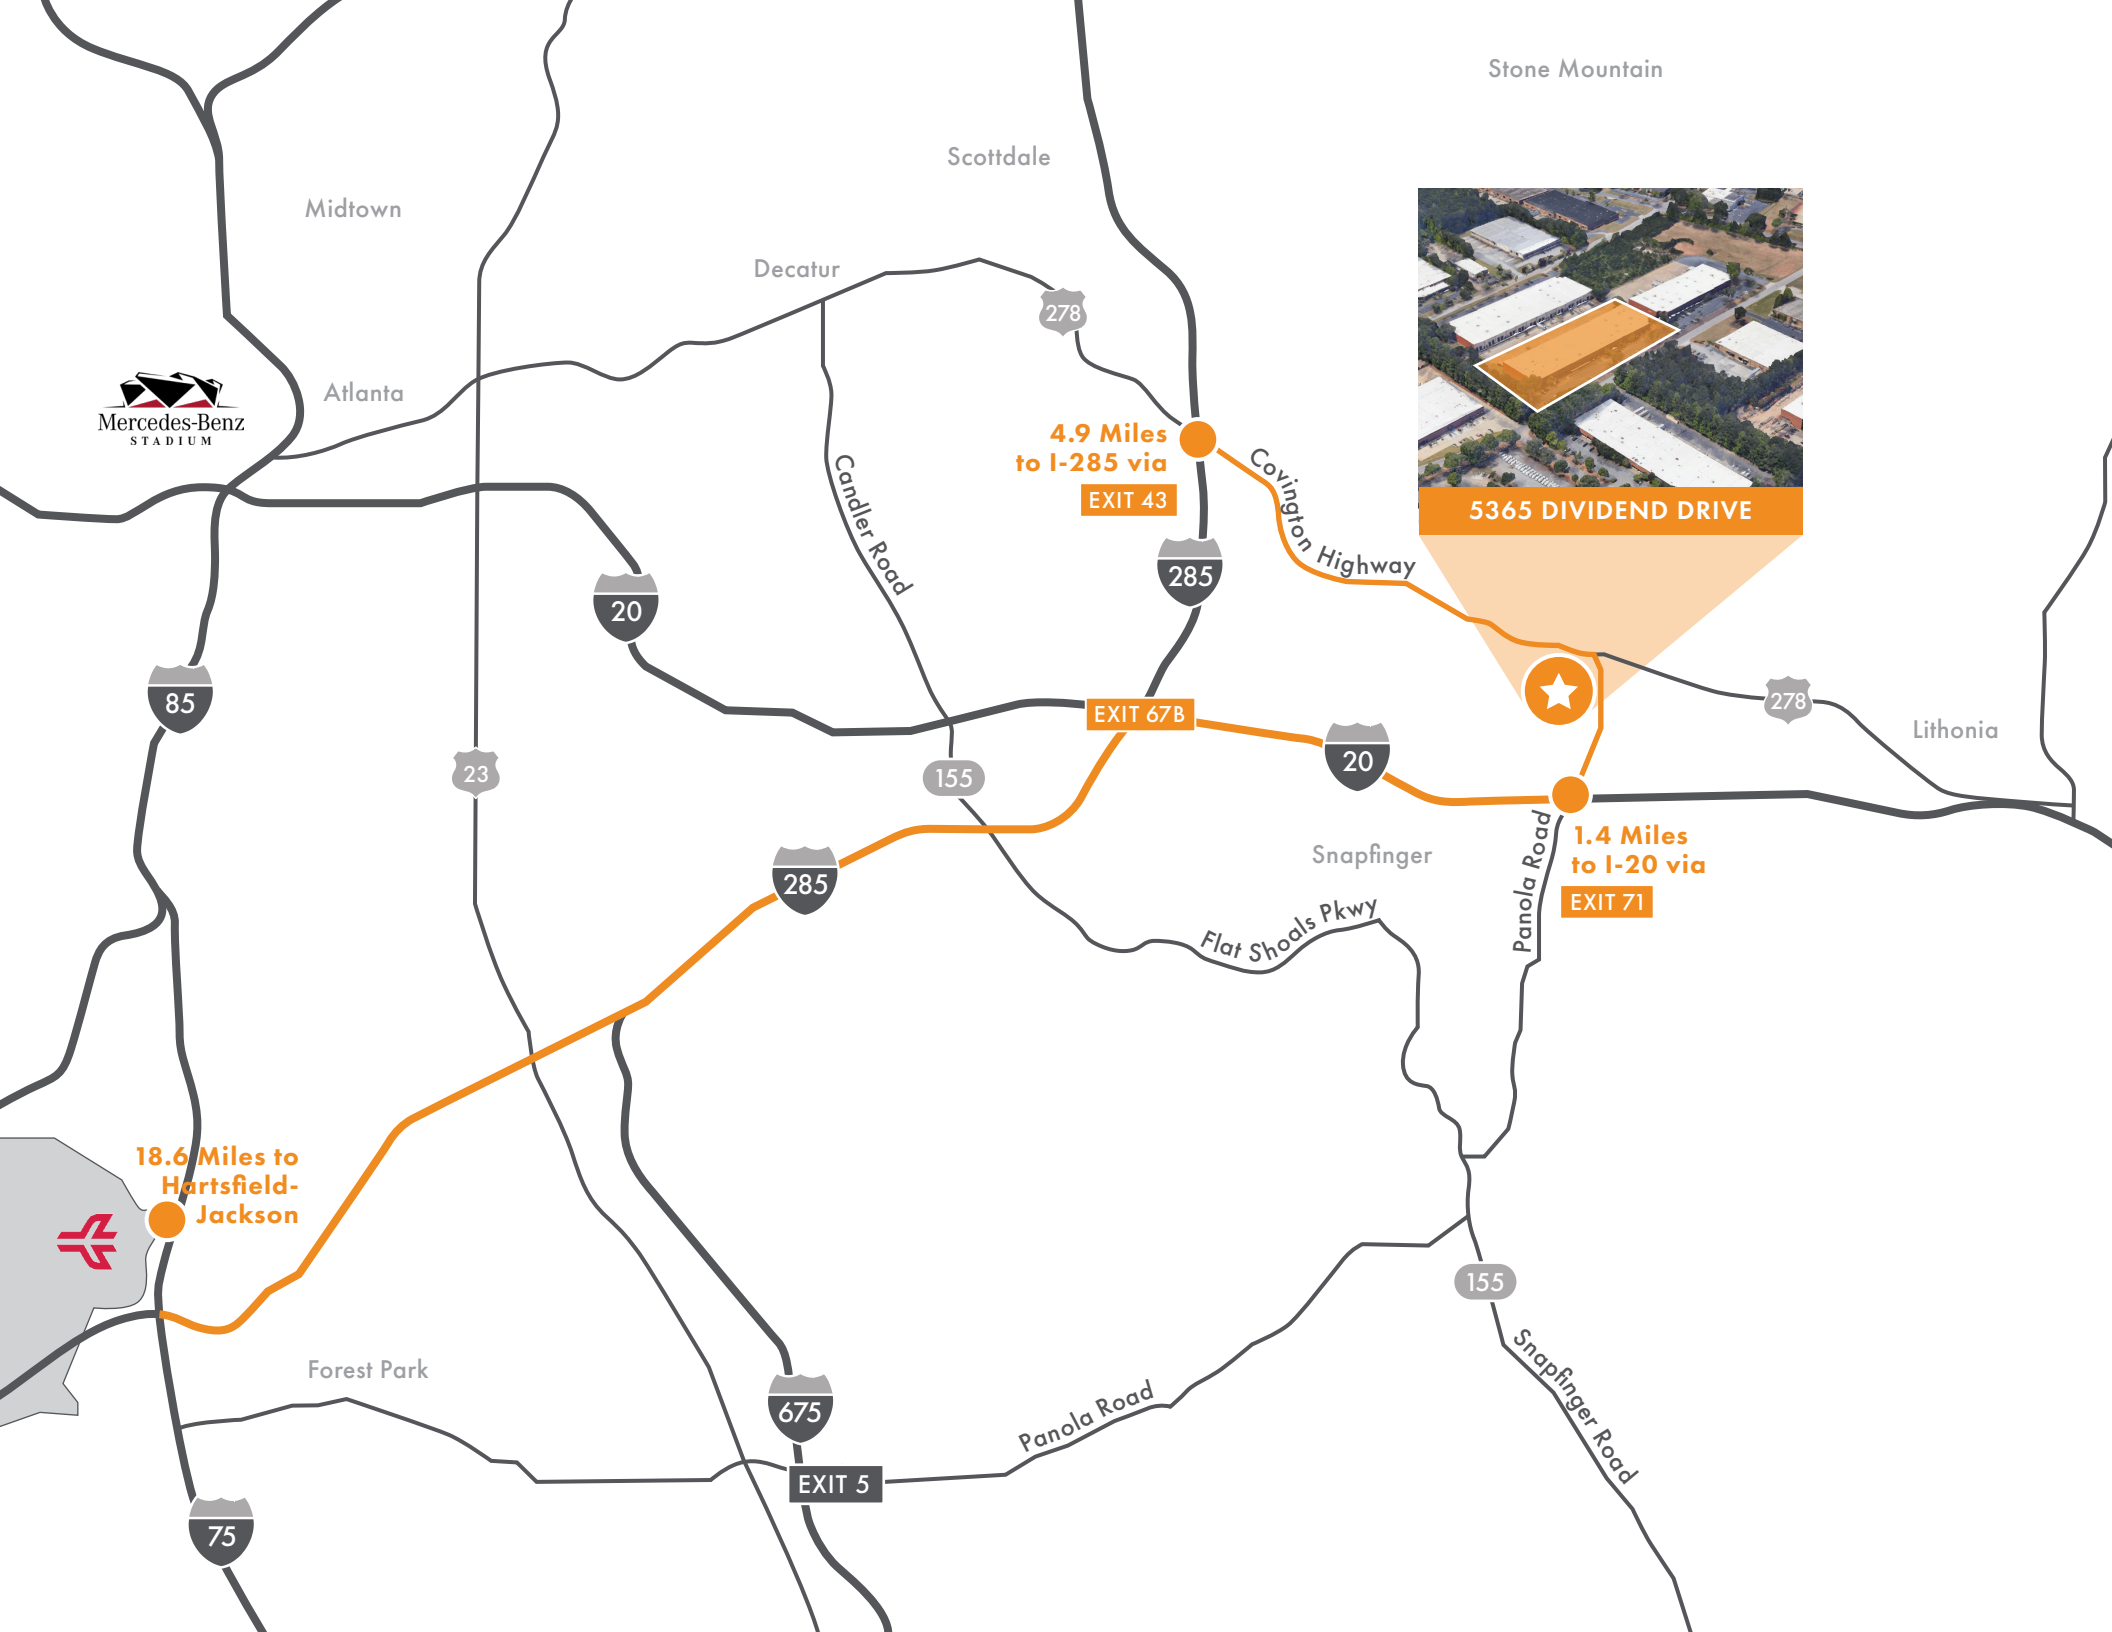 Stone Mountain
Scottdale
Midtown
Decatur
278
Atlanta
Mercedes-Benz
STADIUM
4.9 Miles
to I-285 via
EXIT 43
Covington Highway
5365 DIVIDEND DRIVE
Candler Road
285
20
85
EXIT 67B
278
Lithonia
20
23
155
1.4 Miles
to I-20 via
EXIT 71
Panola Road
Snapfinger
285
Flat Shoals Pkwy
18.6 Miles to
Hartsfield-
Jackson
155
Forest Park
Snapfinger Road
675
Panola Road
EXIT 5
75